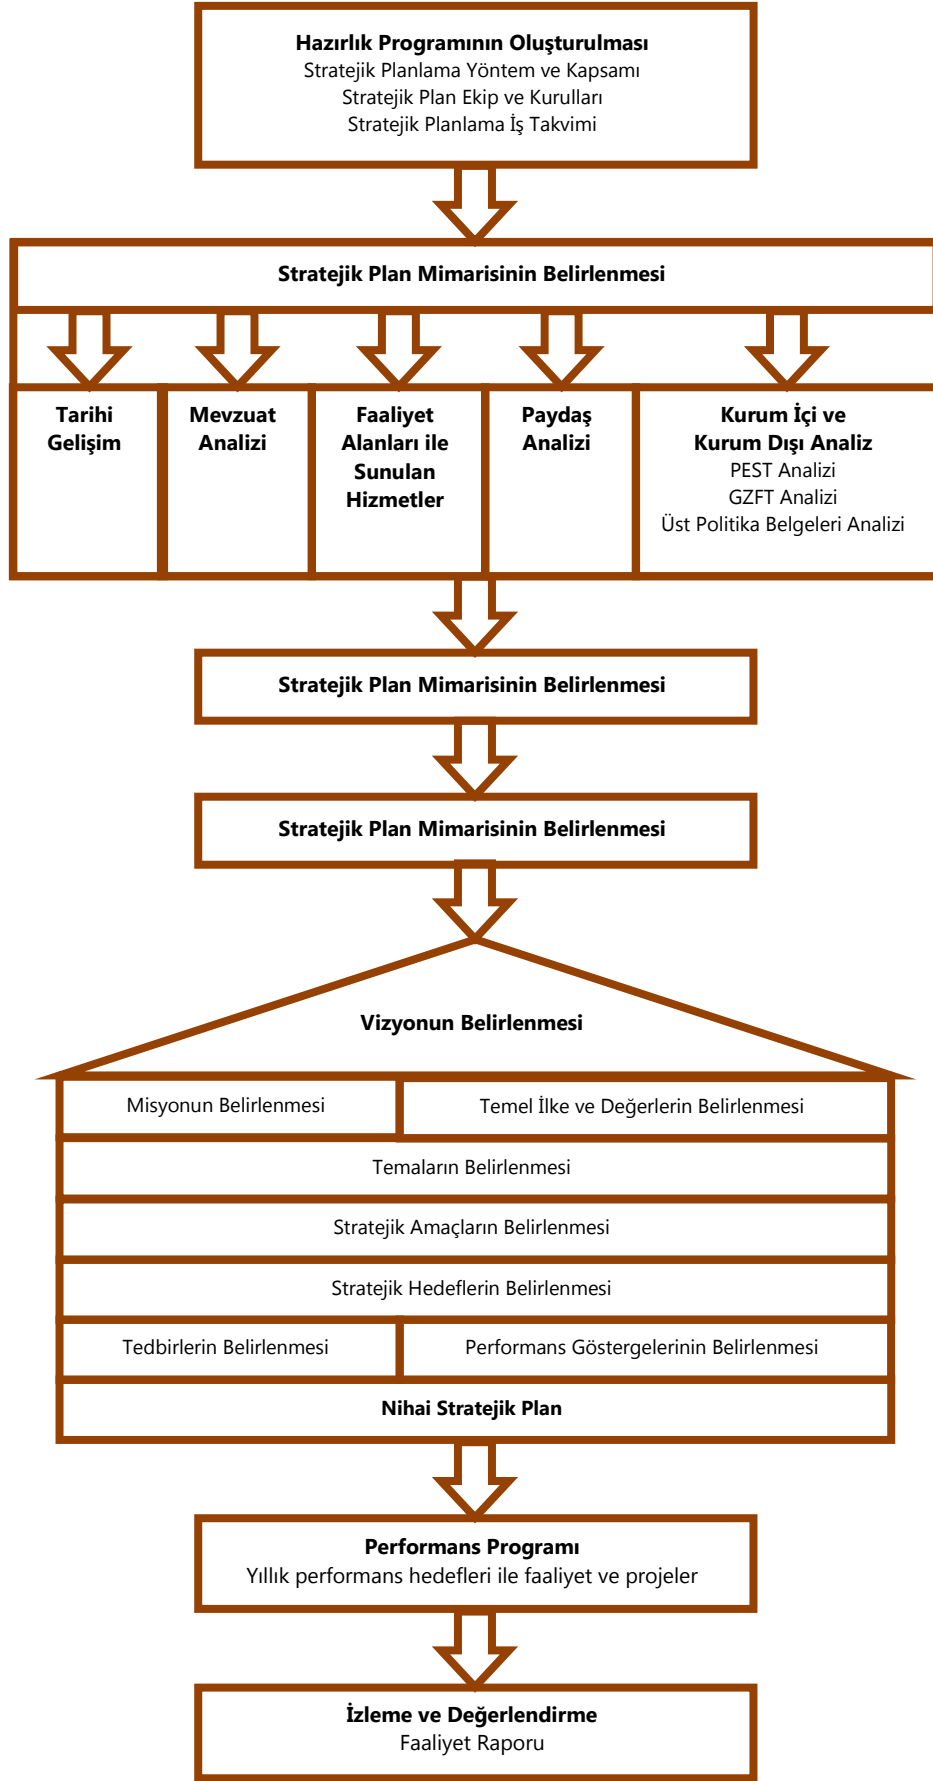 Hazırlık Programının Oluşturulması
Stratejik Planlama Yöntem ve Kapsamı
Stratejik Plan Ekip ve Kurulları
Stratejik Planlama İş Takvimi
Stratejik Plan Mimarisinin Belirlenmesi
Tarihi
Gelişim
Mevzuat
Analizi
Faaliyet
Alanları ile
Sunulan
Hizmetler
Paydaş
Analizi
Kurum İçi ve
Kurum Dışı Analiz
PEST Analizi
GZFT Analizi
Üst Politika Belgeleri Analizi
Stratejik Plan Mimarisinin Belirlenmesi
Stratejik Plan Mimarisinin Belirlenmesi
Vizyonun Belirlenmesi
Misyonun Belirlenmesi
Temel İlke ve Değerlerin Belirlenmesi
Temaların Belirlenmesi
Stratejik Amaçların Belirlenmesi
Stratejik Hedeflerin Belirlenmesi
Tedbirlerin Belirlenmesi
Performans Göstergelerinin Belirlenmesi
Nihai Stratejik Plan
Performans Programı
Yıllık performans hedefleri ile faaliyet ve projeler
İzleme ve Değerlendirme
Faaliyet Raporu